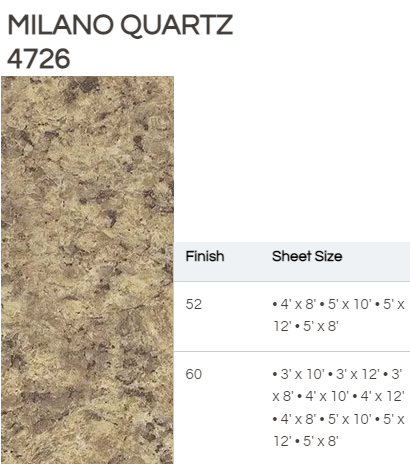 MILANO QUARTZ
4726
Finish Sheet Size
52 • 4' x 8' • 5' x 10' • 5' x
12' • 5' x 8'
60 • 3' x 10' • 3' x 12' • 3'
x 8' • 4' x 10' • 4' x 12'
• 4' x 8' • 5' x 10' • 5' x
12' • 5' x 8'